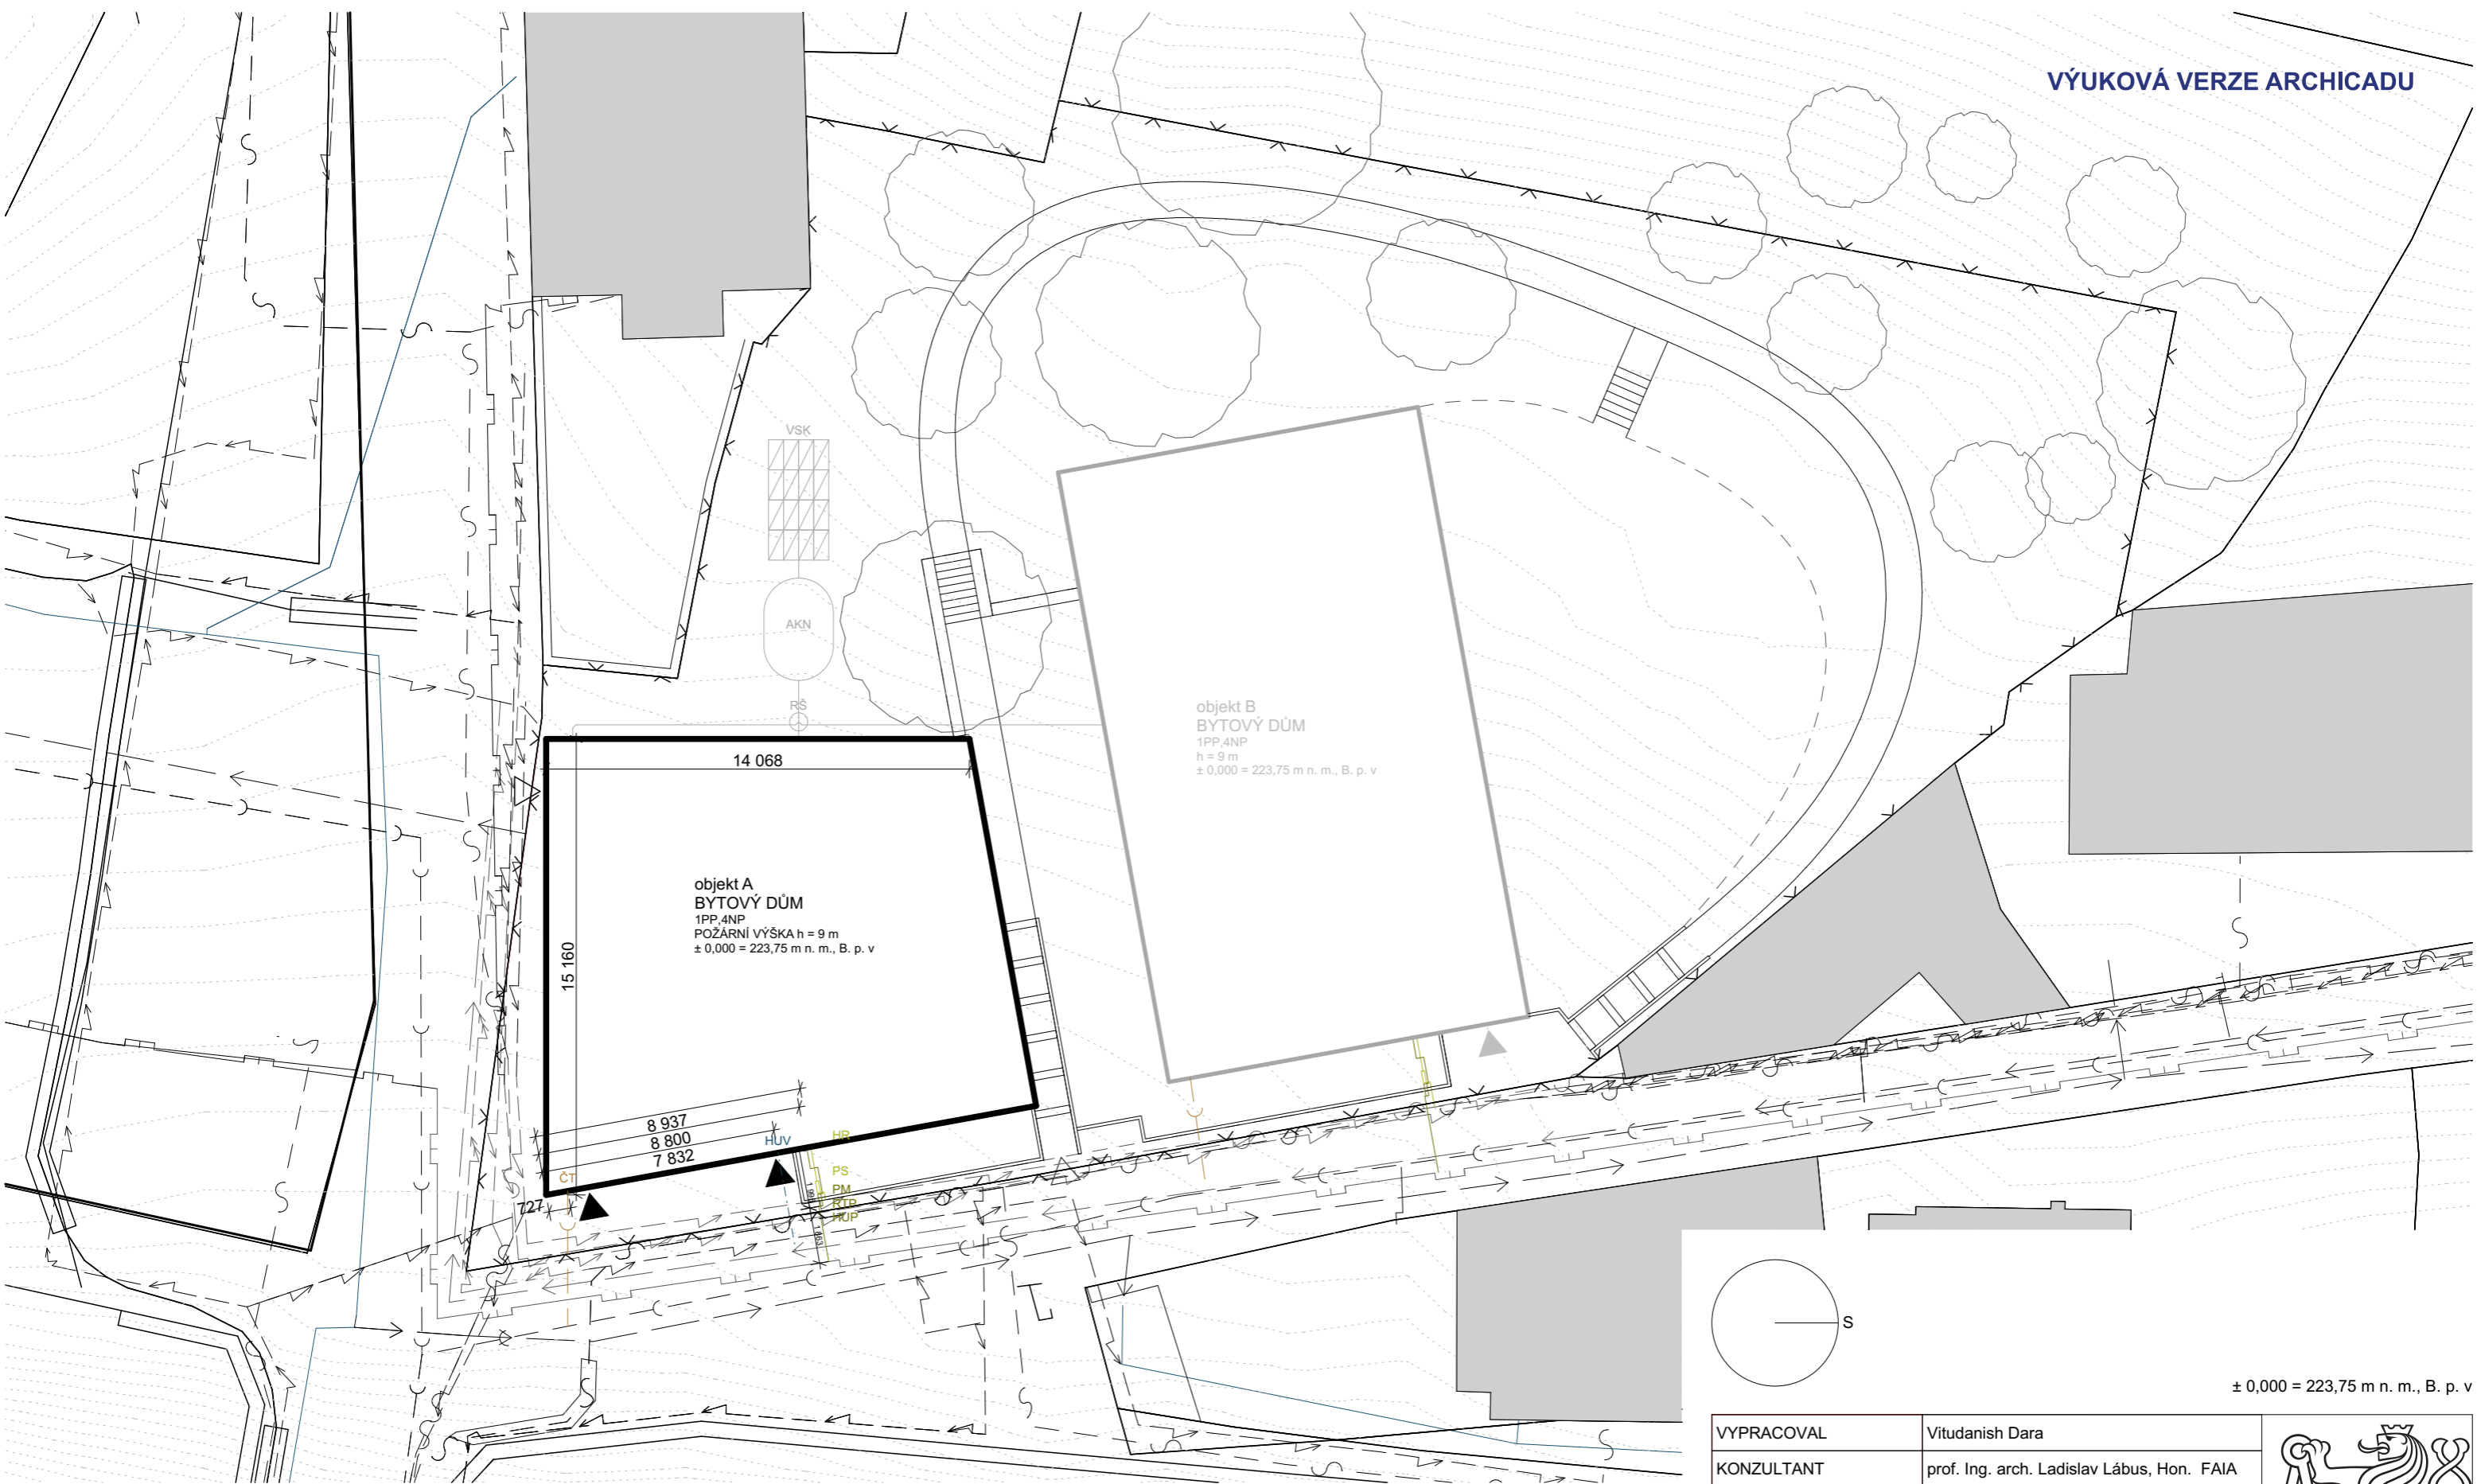 VÝUKOVÁ VERZE ARCHICADU
VSK
AKN
RŠ
14 068
15 160
objekt A
BYTOVÝ DŮM
1PP,4NP
POŽÁRNÍ VÝŠKA h = 9 m
± 0,000 = 223,75 m n. m., B. p. v
objekt B
BYTOVÝ DŮM
1PP,4NP
h = 9 m
± 0,000 = 223,75 m n. m., B. p. v
8 937
8 800
7 832
727
ČT
HUV
HR
PS
PM
RTP
HUP
1 863
S
± 0,000 = 223,75 m n. m., B. p. v
VYPRACOVAL
Vitudanish Dara
KONZULTANT
prof. Ing. arch. Ladislav Lábus, Hon. FAIA